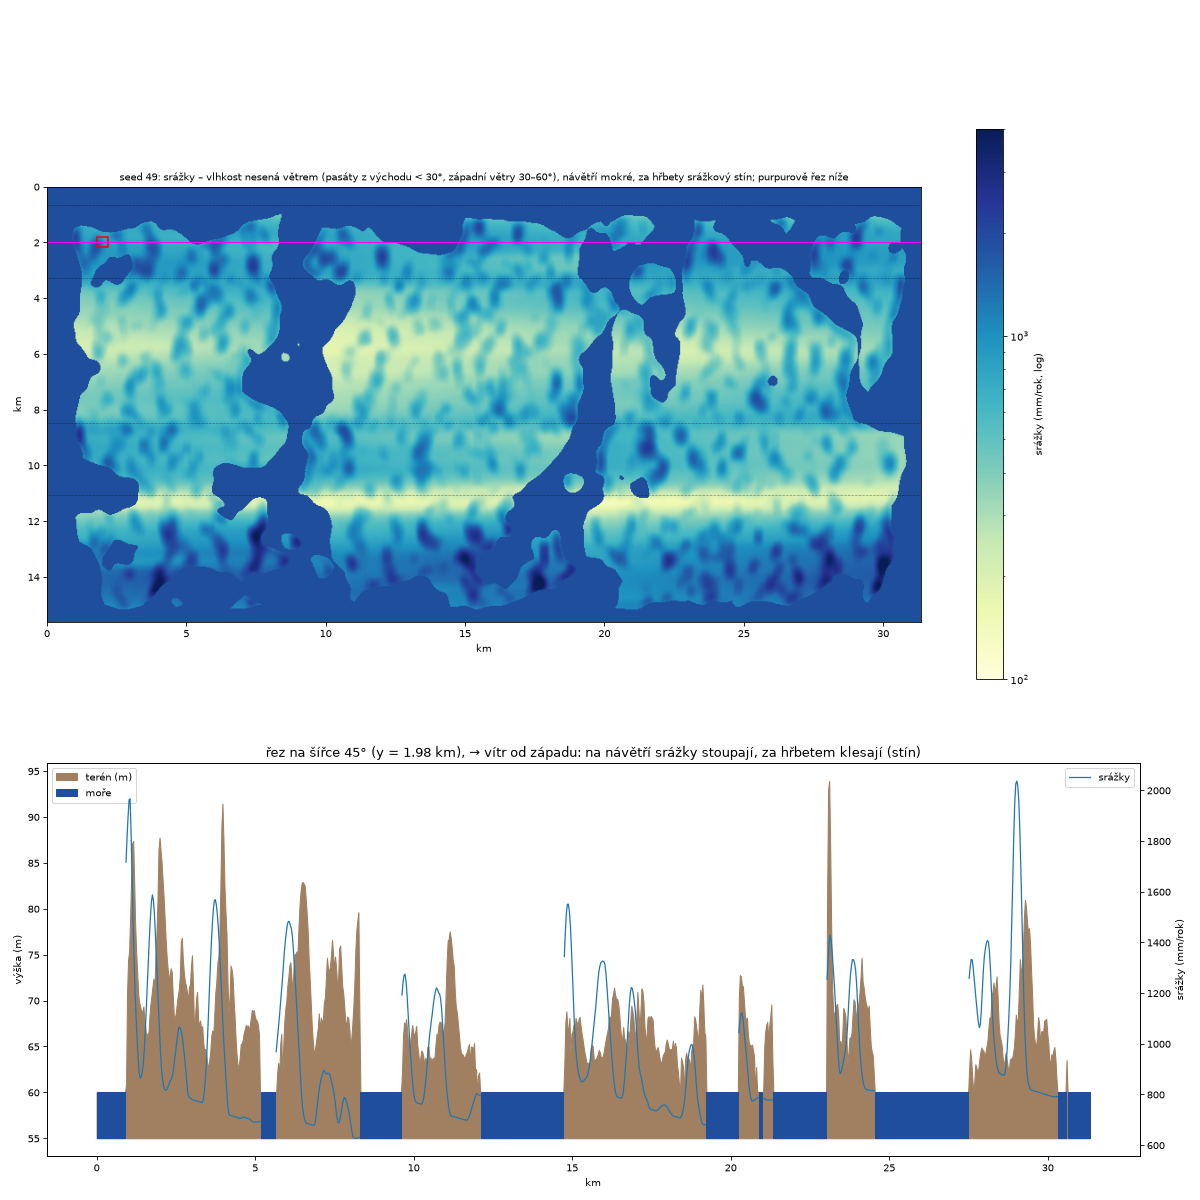 seed 49: srážky – vlhkost nesená větrem (pasáty z východu < 30°, západní větry 30–60°), návětří mokré, za hřbety srážkový stín; purpurově řez níže
0
2
4
6
8
10
12
14
km
0 5 10 15 20 25 30
km
10³
10²
srážky (mm/rok, log)
řez na šířce 45° (y = 1.98 km), → vítr od západu: na návětří srážky stoupají, za hřbetem klesají (stín)
terén (m)
moře
srážky
95
90
85
80
75
70
65
60
55
výška (m)
2000
1800
1600
1400
1200
1000
800
600
srážky (mm/rok)
0 5 10 15 20 25 30
km